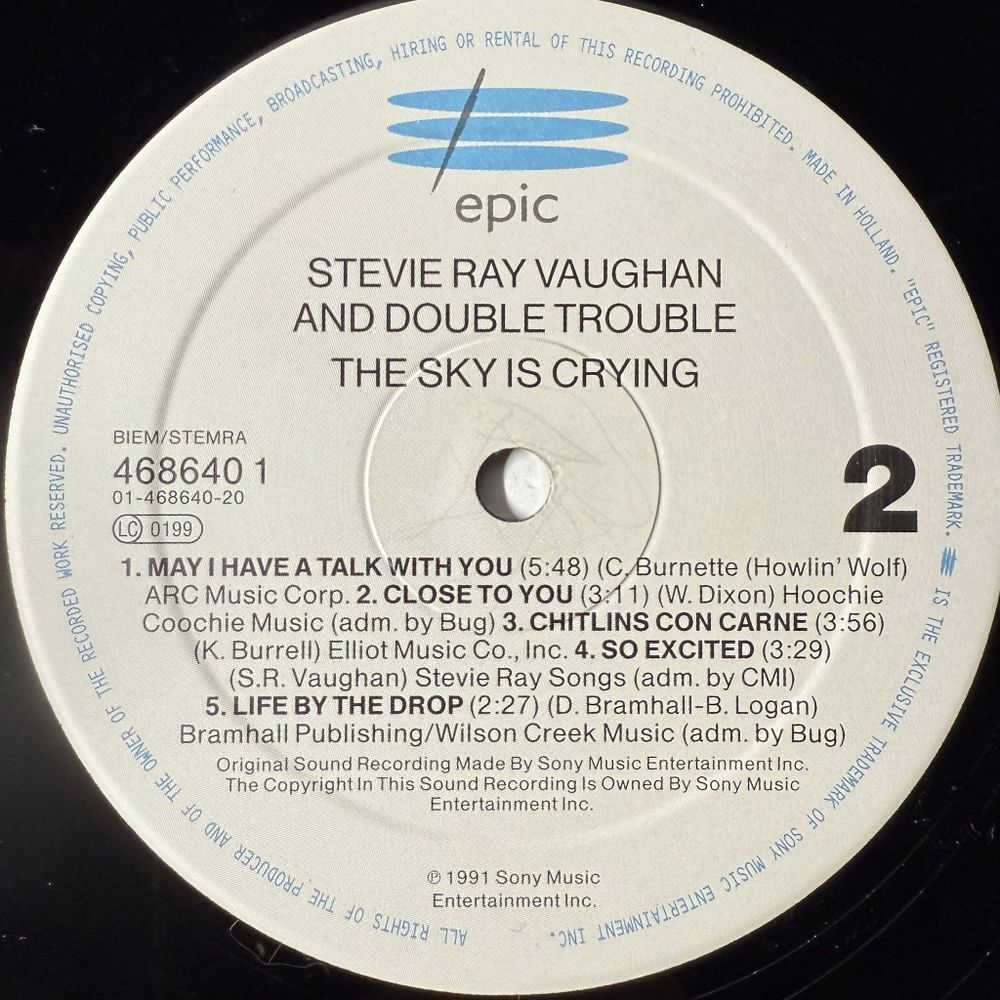 epic
STEVIE RAY VAUGHAN
AND DOUBLE TROUBLE
THE SKY IS CRYING
BIEM/STEMRA
468640 1
01-468640-20
LC 0199
2
1. MAY I HAVE A TALK WITH YOU (5:48) (C. Burnette (Howlin' Wolf)
ARC Music Corp. 2. CLOSE TO YOU (3:11) (W. Dixon) Hoochie
Coochie Music (adm. by Bug) 3. CHITLINS CON CARNE (3:56)
(K. Burrell) Elliot Music Co., Inc. 4. SO EXCITED (3:29)
(S.R. Vaughan) Stevie Ray Songs (adm. by CMI)
5. LIFE BY THE DROP (2:27) (D. Bramhall-B. Logan)
Bramhall Publishing/Wilson Creek Music (adm. by Bug)
Original Sound Recording Made By Sony Music Entertainment Inc.
The Copyright In This Sound Recording Is Owned By Sony Music
Entertainment Inc.
℗ 1991 Sony Music
Entertainment Inc.
ALL RIGHTS OF THE PRODUCER AND OF THE OWNER OF THE RECORDED WORK RESERVED. UNAUTHORISED COPYING, PUBLIC PERFORMANCE, BROADCASTING, HIRING OR RENTAL OF THIS RECORDING PROHIBITED. MADE IN HOLLAND. "EPIC" REGISTERED TRADEMARK. IS THE EXCLUSIVE TRADEMARK OF SONY MUSIC ENTERTAINMENT INC.